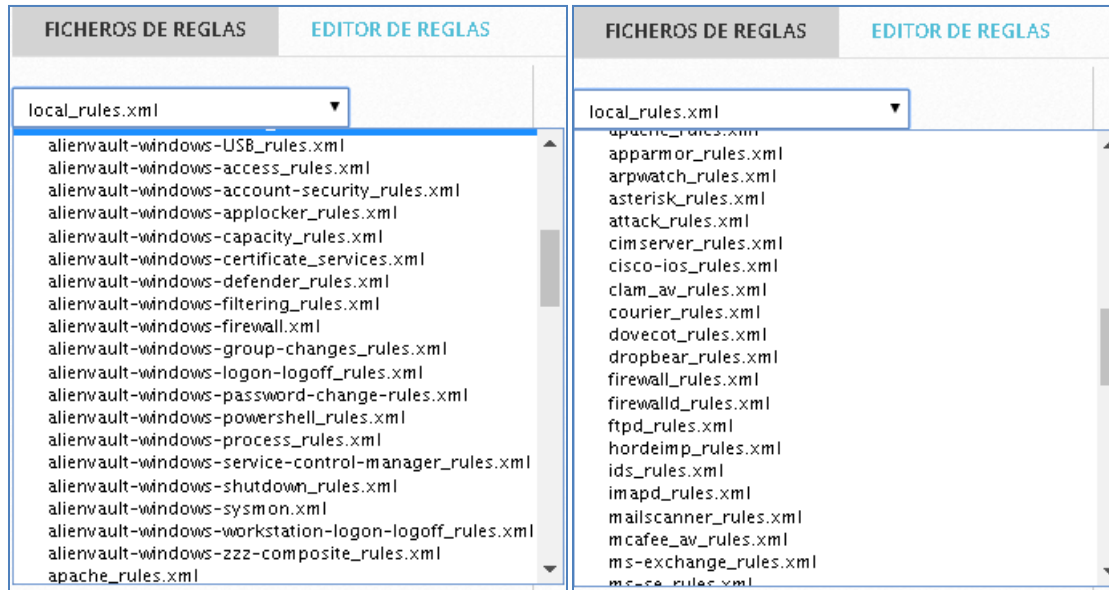 FICHEROS DE REGLAS
EDITOR DE REGLAS
local_rules.xml
alienvault-windows-USB_rules.xml
alienvault-windows-access_rules.xml
alienvault-windows-account-security_rules.xml
alienvault-windows-applocker_rules.xml
alienvault-windows-capacity_rules.xml
alienvault-windows-certificate_services.xml
alienvault-windows-defender_rules.xml
alienvault-windows-filtering_rules.xml
alienvault-windows-firewall.xml
alienvault-windows-group-changes_rules.xml
alienvault-windows-logon-logoff_rules.xml
alienvault-windows-password-change-rules.xml
alienvault-windows-powershell_rules.xml
alienvault-windows-process_rules.xml
alienvault-windows-service-control-manager_rules.xml
alienvault-windows-shutdown_rules.xml
alienvault-windows-sysmon.xml
alienvault-windows-workstation-logon-logoff_rules.xml
alienvault-windows-zzz-composite_rules.xml
apache_rules.xml
FICHEROS DE REGLAS
EDITOR DE REGLAS
local_rules.xml
apache_rules.xml
apparmor_rules.xml
arpwatch_rules.xml
asterisk_rules.xml
attack_rules.xml
cimserver_rules.xml
cisco-ios_rules.xml
clam_av_rules.xml
courier_rules.xml
dovecot_rules.xml
dropbear_rules.xml
firewall_rules.xml
firewalld_rules.xml
ftpd_rules.xml
hordeimp_rules.xml
ids_rules.xml
imapd_rules.xml
mailscanner_rules.xml
mcafee_av_rules.xml
ms-exchange_rules.xml
ms-se_rules.xml